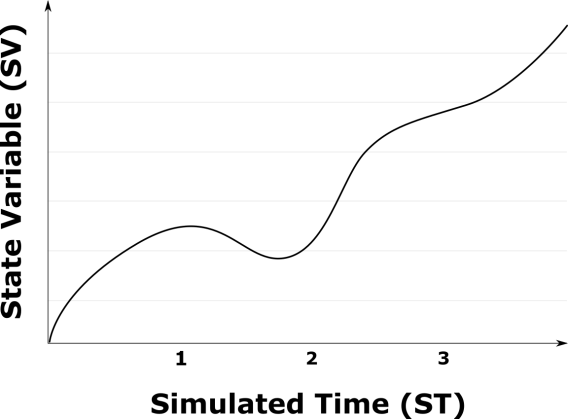 State Variable (SV)
1 2 3
Simulated Time (ST)